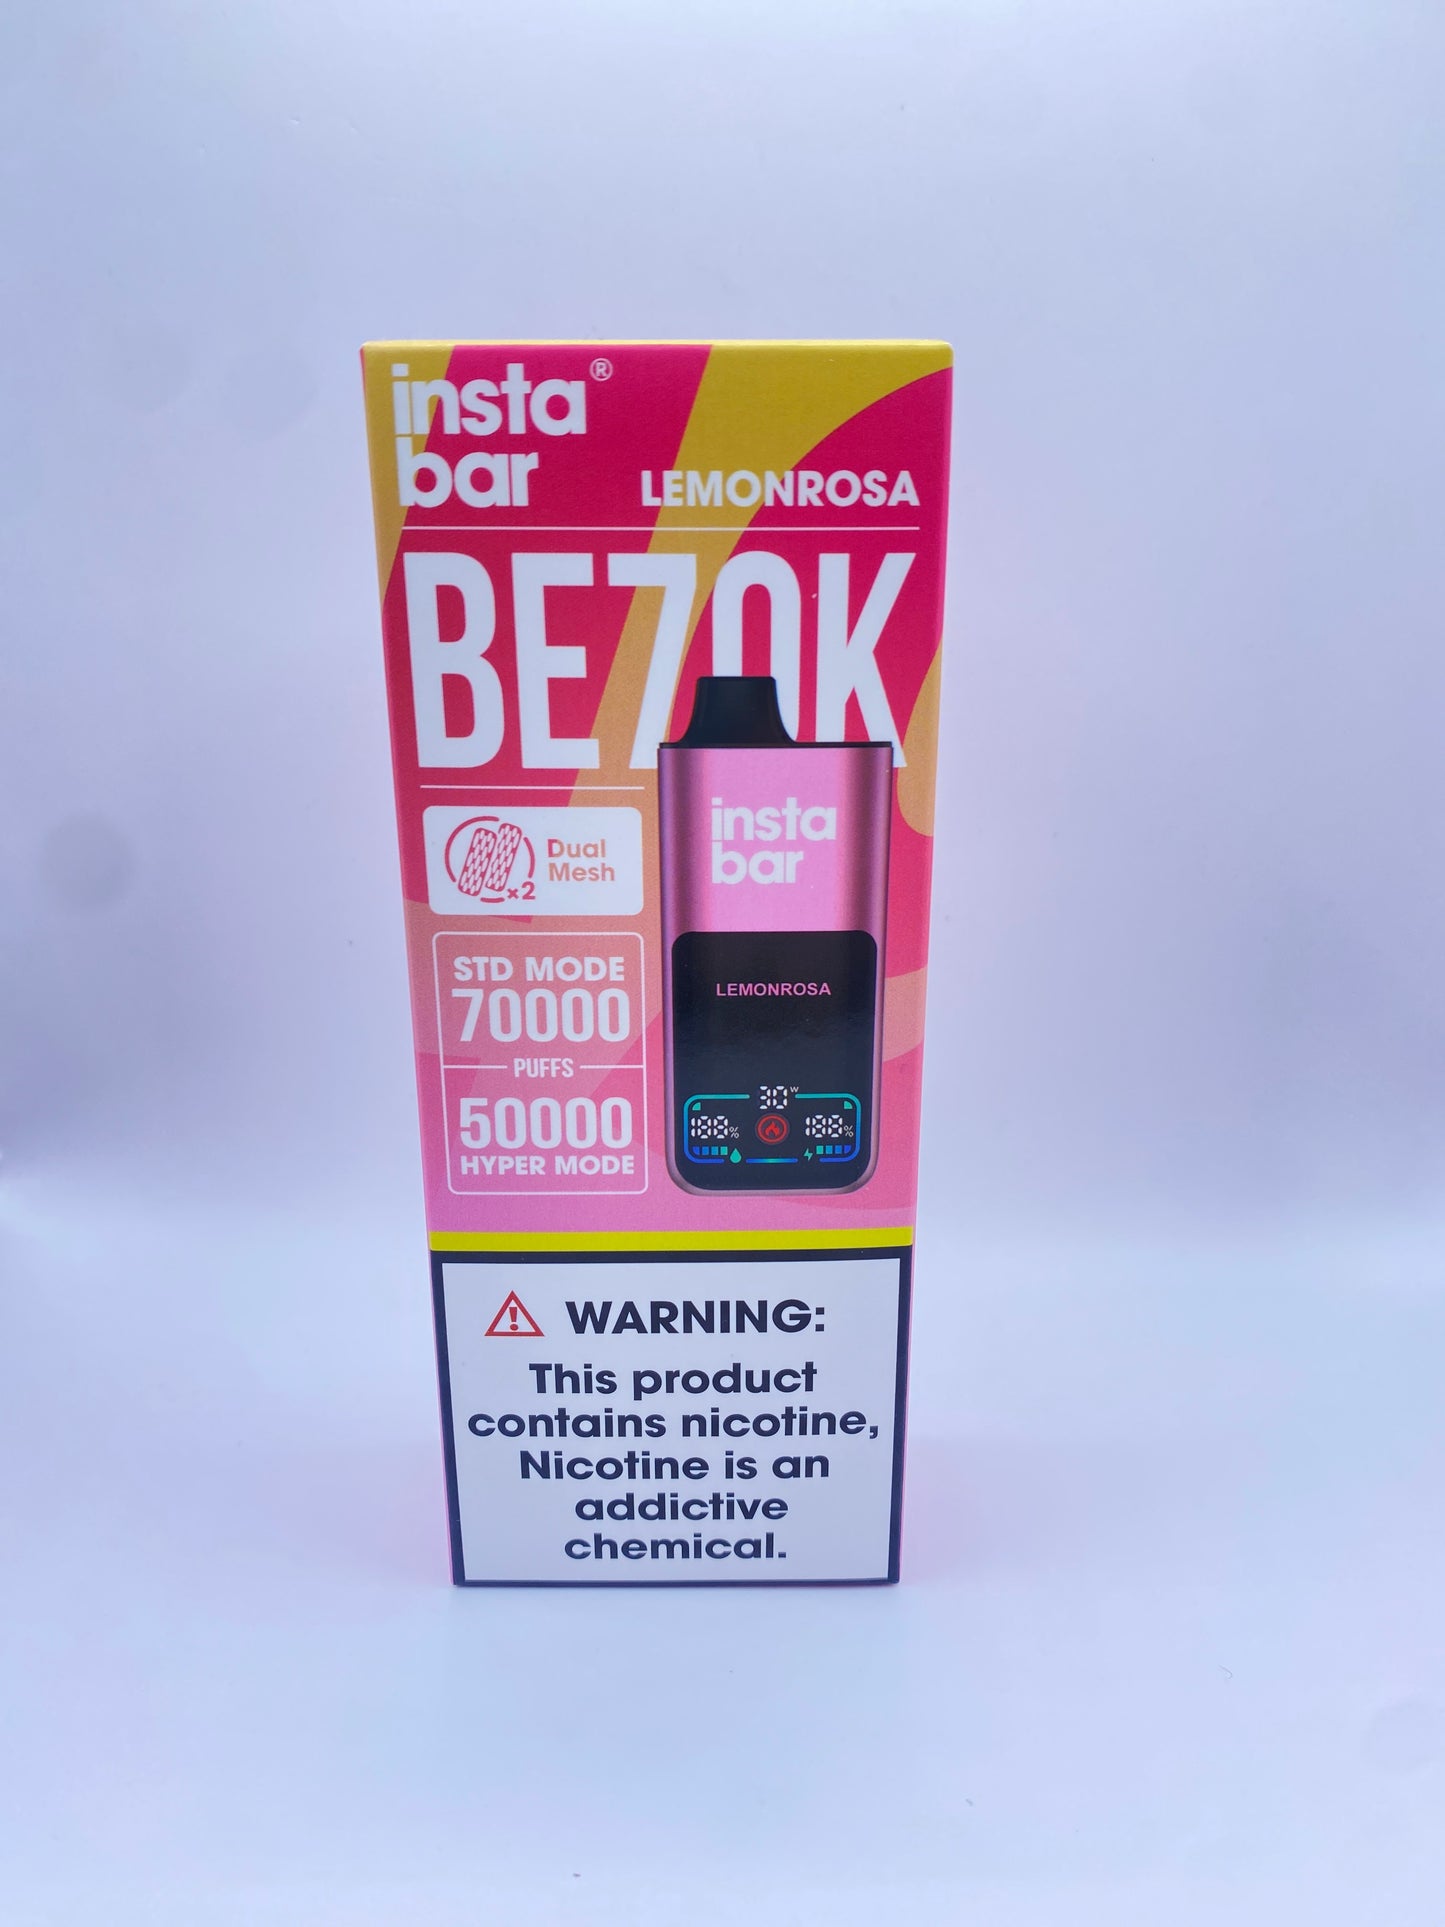 insta®
bar
LEMONROSA
BE70K
insta
bar
×2
Dual
Mesh
STD MODE
70000
PUFFS
50000
HYPER MODE
LEMONROSA
30W
188%
188%
WARNING:
This product
contains nicotine,
Nicotine is an
addictive
chemical.